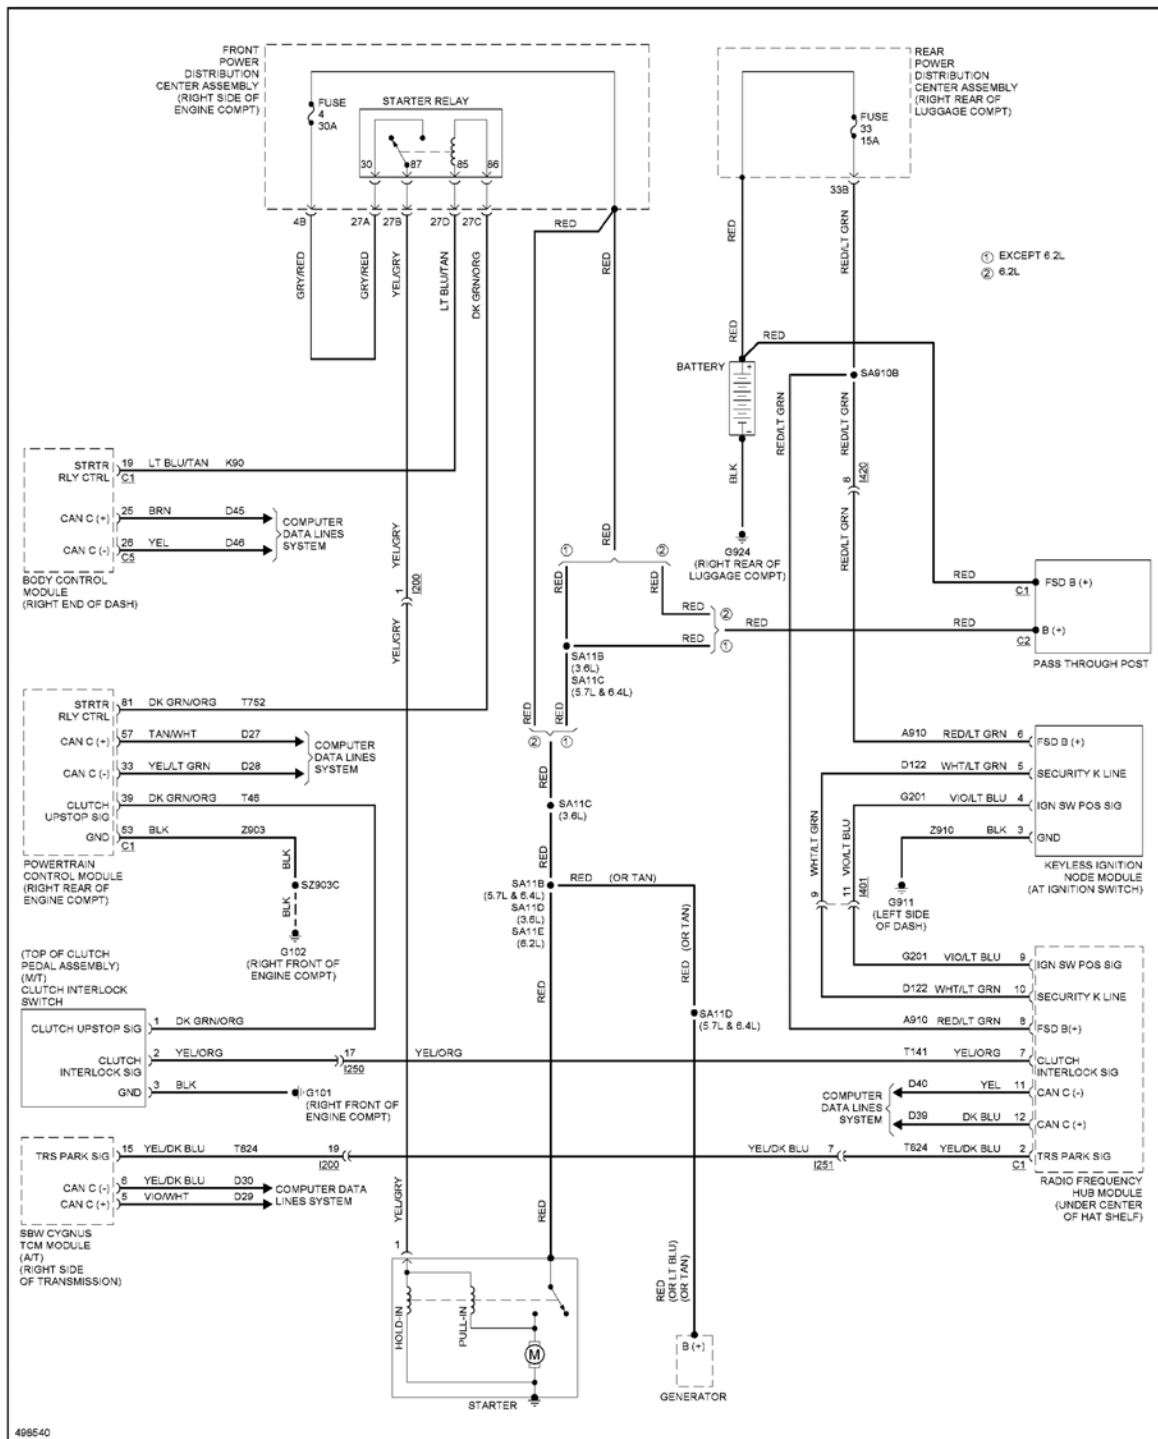 FRONT
POWER
DISTRIBUTION
CENTER ASSEMBLY
(RIGHT SIDE OF
ENGINE COMPT)
FUSE
4
30A
STARTER RELAY
30
87
85
86
4B
27A
27B
27D
27C
GRY/RED
GRY/RED
YEL/GRY
LT BLU/TAN
DK GRN/ORG
RED
RED
REAR
POWER
DISTRIBUTION
CENTER ASSEMBLY
(RIGHT REAR OF
LUGGAGE COMPT)
FUSE
33
15A
33B
RED
RED/LT GRN
① EXCEPT 6.2L
② 6.2L
RED
RED
BATTERY
+
-
SA910B
RED/LT GRN
RED/LT GRN
BLK
8
I420
RED/LT GRN
G924
(RIGHT REAR OF
LUGGAGE COMPT)
STRTR
RLY CTRL
19 LT BLU/TAN K90
C1
CAN C (+)
25 BRN D45
CAN C (-)
26 YEL D46
C5
COMPUTER
DATA LINES
SYSTEM
BODY CONTROL
MODULE
(RIGHT END OF DASH)
YEL/GRY
1
I200
YEL/GRY
RED
①
②
RED
RED
RED ②
RED ①
RED
RED
RED
C1
FSD B (+)
B (+)
C2
PASS THROUGH POST
SA11B
(3.6L)
SA11C
(5.7L & 6.4L)
RED
RED
②
①
RED
SA11C
(3.6L)
RED
STRTR
RLY CTRL
81 DK GRN/ORG T752
CAN C (+)
57 TAN/WHT D27
CAN C (-)
33 YEL/LT GRN D28
COMPUTER
DATA LINES
SYSTEM
CLUTCH
UPSTOP SIG
39 DK GRN/ORG T46
GND
53 BLK Z903
C1
POWERTRAIN
CONTROL MODULE
(RIGHT REAR OF
ENGINE COMPT)
BLK
SZ903C
BLK
G102
(RIGHT FRONT OF
ENGINE COMPT)
SA11B
(5.7L & 6.4L)
SA11D
(3.6L)
SA11E
(6.2L)
RED (OR TAN)
RED (OR TAN)
SA11D
(5.7L & 6.4L)
RED
A910 RED/LT GRN 6
FSD B (+)
D122 WHT/LT GRN 5
SECURITY K LINE
G201 VIO/LT BLU 4
IGN SW POS SIG
Z910 BLK 3
GND
KEYLESS IGNITION
NODE MODULE
(AT IGNITION SWITCH)
WHT/LT GRN
VIO/LT BLU
9
11
I401
G911
(LEFT SIDE
OF DASH)
(TOP OF CLUTCH
PEDAL ASSEMBLY)
(M/T)
CLUTCH INTERLOCK
SWITCH
CLUTCH UPSTOP SIG
1 DK GRN/ORG
CLUTCH
INTERLOCK SIG
2 YEL/ORG
17
I250
YEL/ORG
GND
3 BLK
G101
(RIGHT FRONT OF
ENGINE COMPT)
G201 VIO/LT BLU 9
IGN SW POS SIG
D122 WHT/LT GRN 10
SECURITY K LINE
A910 RED/LT GRN 8
FSD B(+)
T141 YEL/ORG 7
CLUTCH
INTERLOCK SIG
COMPUTER
DATA LINES
SYSTEM
D40 YEL 11
CAN C (-)
D39 DK BLU 12
CAN C (+)
TRS PARK SIG
15 YEL/DK BLU T624
19
I200
YEL/DK BLU
7
I251
T624 YEL/DK BLU 2
C1
TRS PARK SIG
RADIO FREQUENCY
HUB MODULE
(UNDER CENTER
OF HAT SHELF)
CAN C (-)
6 YEL/DK BLU D30
CAN C (+)
5 VIO/WHT D29
COMPUTER DATA
LINES SYSTEM
SBW CYGNUS
TCM MODULE
(A/T)
(RIGHT SIDE
OF TRANSMISSION)
YEL/GRY
1
RED
HOLD-IN
PULL-IN
M
STARTER
RED
(OR LT BLU)
(OR TAN)
B (+)
GENERATOR
498540